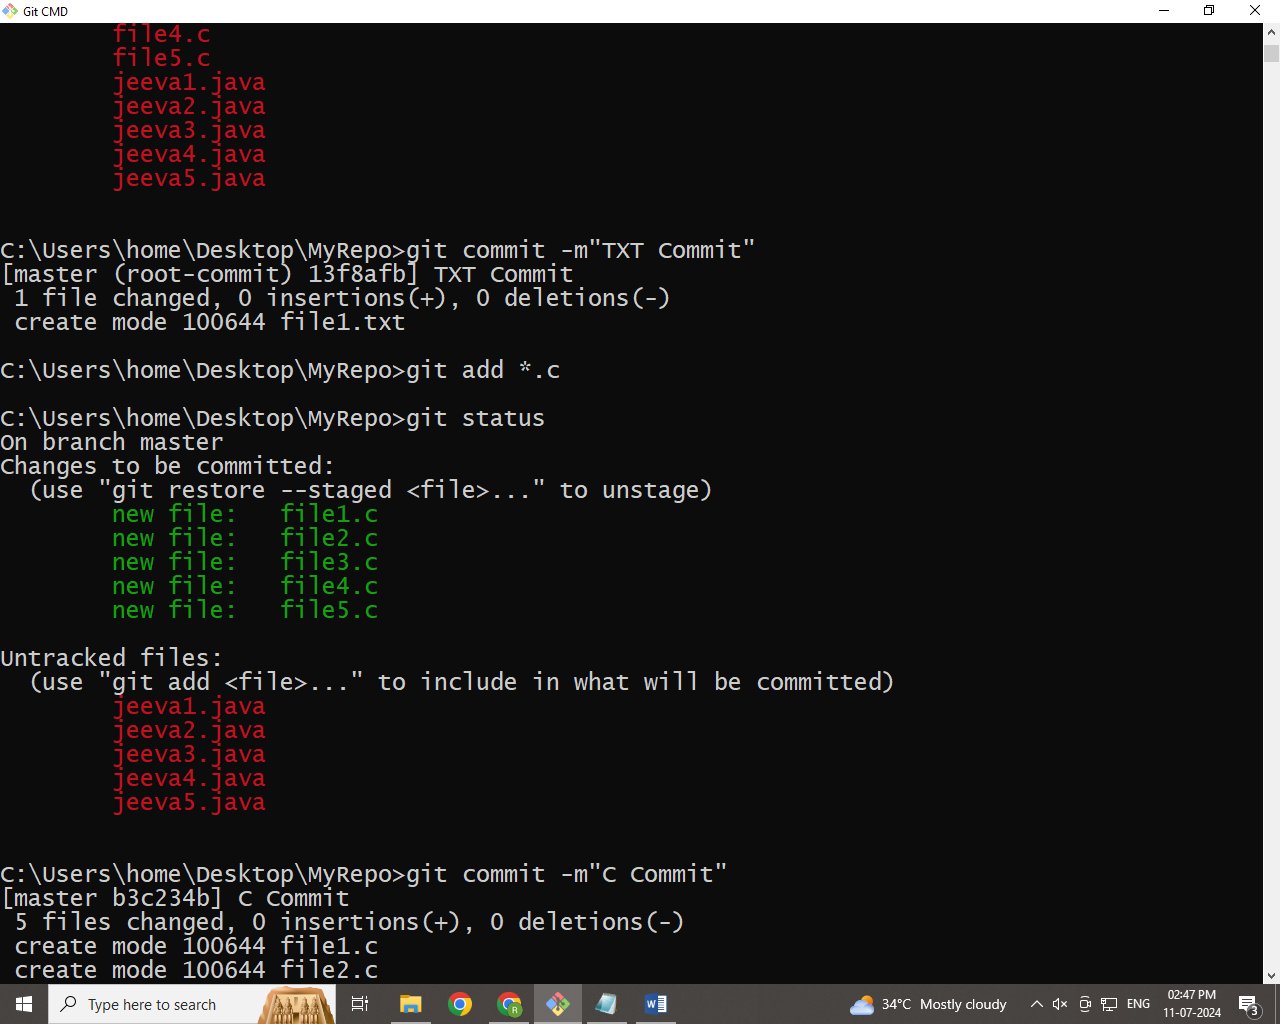 Git CMD
file4.c
file5.c
jeeva1.java
jeeva2.java
jeeva3.java
jeeva4.java
jeeva5.java
C:\Users\home\Desktop\MyRepo>git commit -m"TXT Commit"
[master (root-commit) 13f8afb] TXT Commit
 1 file changed, 0 insertions(+), 0 deletions(-)
 create mode 100644 file1.txt
C:\Users\home\Desktop\MyRepo>git add *.c
C:\Users\home\Desktop\MyRepo>git status
On branch master
Changes to be committed:
  (use "git restore --staged <file>..." to unstage)
        new file:   file1.c
        new file:   file2.c
        new file:   file3.c
        new file:   file4.c
        new file:   file5.c
Untracked files:
  (use "git add <file>..." to include in what will be committed)
        jeeva1.java
        jeeva2.java
        jeeva3.java
        jeeva4.java
        jeeva5.java
C:\Users\home\Desktop\MyRepo>git commit -m"C Commit"
[master b3c234b] C Commit
 5 files changed, 0 insertions(+), 0 deletions(-)
 create mode 100644 file1.c
 create mode 100644 file2.c
Type here to search
R
W
34°C Mostly cloudy
ENG
02:47 PM
11-07-2024
3